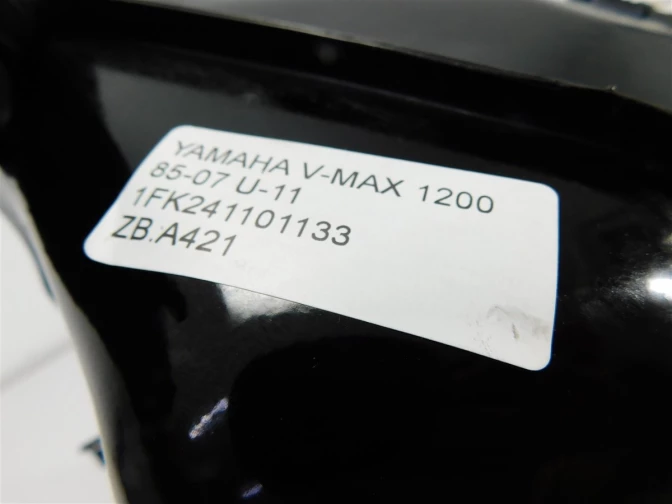 YAMAHA V-MAX 1200
85-07 U-11
1FK241101133
ZB.A421